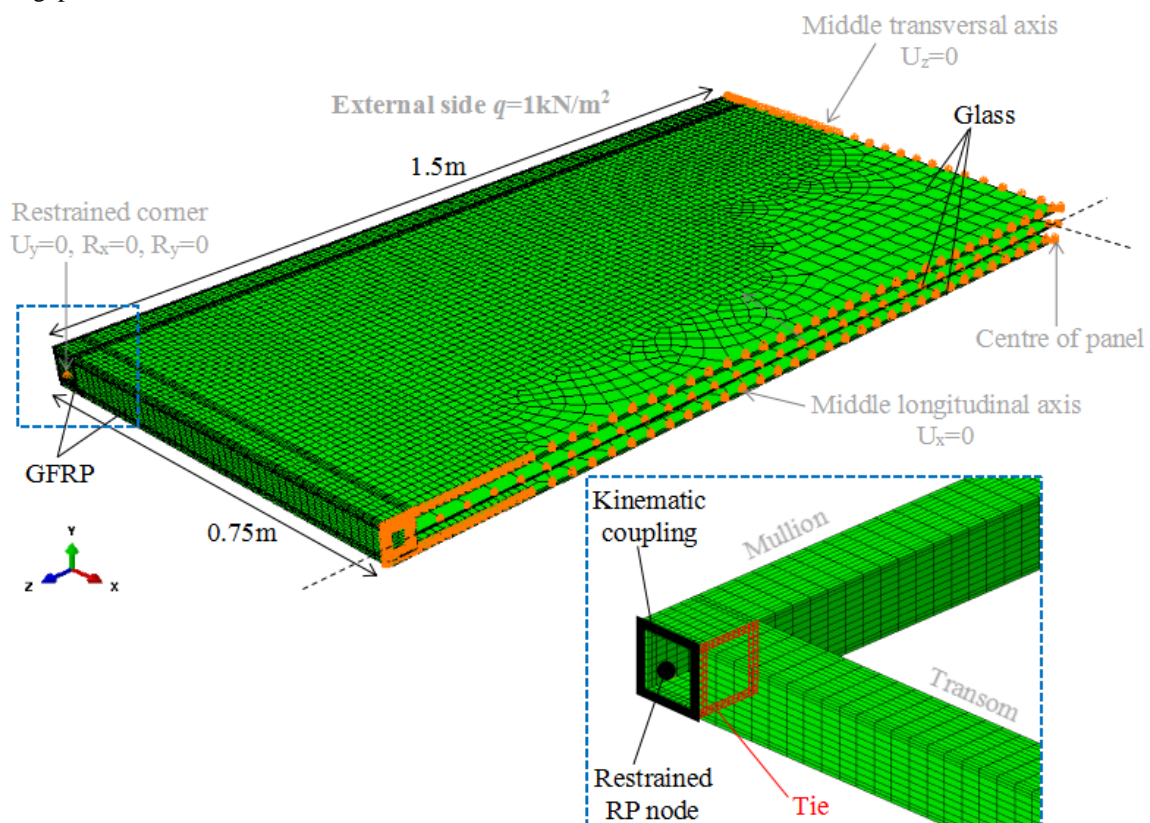 Middle transversal axis
Uz=0
External side q=1kN/m²
Glass
1.5m
Restrained corner
Uy=0, Rx=0, Ry=0
Centre of panel
Middle longitudinal axis
Ux=0
GFRP
0.75m
Kinematic
coupling
Mullion
Y
Z
X
Transom
Restrained
RP node
Tie